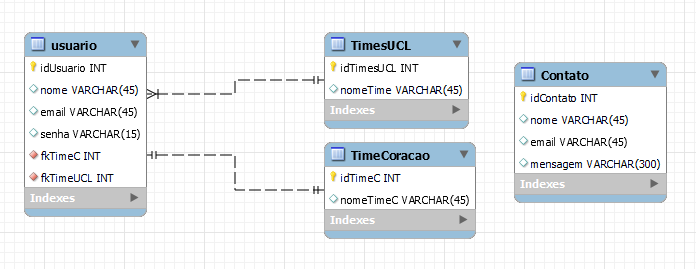 usuario
idUsuario INT
nome VARCHAR(45)
email VARCHAR(45)
senha VARCHAR(15)
fkTimeC INT
fkTimeUCL INT
Indexes
TimesUCL
idTimesUCL INT
nomeTime VARCHAR(45)
Indexes
TimeCoracao
idTimeC INT
nomeTimeC VARCHAR(45)
Indexes
Contato
idContato INT
nome VARCHAR(45)
email VARCHAR(45)
mensagem VARCHAR(300)
Indexes